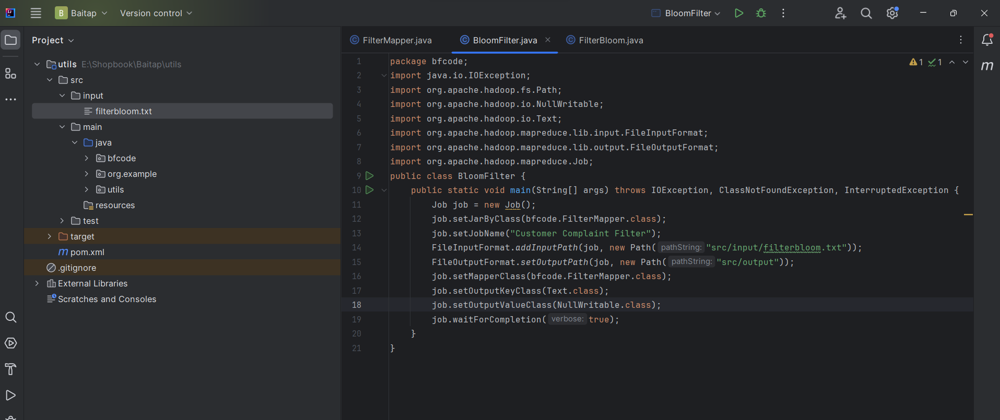 B Baitap Version control BloomFilter
Project
utils E:\Shopbook\Baitap\utils
src
input
filterbloom.txt
main
java
bfcode
org.example
utils
resources
test
target
m pom.xml
.gitignore
External Libraries
Scratches and Consoles
FilterMapper.java BloomFilter.java FilterBloom.java
1 package bfcode; 1 1
2 import java.io.IOException;
3 import org.apache.hadoop.fs.Path;
4 import org.apache.hadoop.io.NullWritable;
5 import org.apache.hadoop.io.Text;
6 import org.apache.hadoop.mapreduce.lib.input.FileInputFormat;
7 import org.apache.hadoop.mapreduce.lib.output.FileOutputFormat;
8 import org.apache.hadoop.mapreduce.Job;
9 public class BloomFilter {
10 public static void main(String[] args) throws IOException, ClassNotFoundException, InterruptedException {
11 Job job = new Job();
12 job.setJarByClass(bfcode.FilterMapper.class);
13 job.setJobName("Customer Complaint Filter");
14 FileInputFormat.addInputPath(job, new Path( pathString: "src/input/filterbloom.txt"));
15 FileOutputFormat.setOutputPath(job, new Path( pathString: "src/output"));
16 job.setMapperClass(bfcode.FilterMapper.class);
17 job.setOutputKeyClass(Text.class);
18 job.setOutputValueClass(NullWritable.class);
19 job.waitForCompletion( verbose: true);
20 }
21 }
m